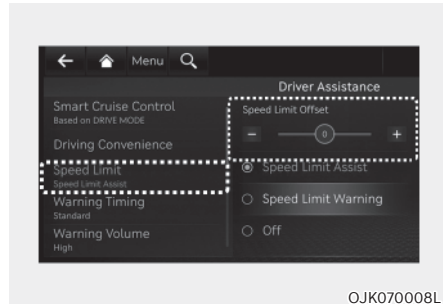 Menu
Driver Assistance
Smart Cruise Control
Based on DRIVE MODE
Driving Convenience
Speed Limit
Speed Limit Assist
Warning Timing
Standard
Warning Volume
High
Speed Limit Offset
− 0 +
Speed Limit Assist
Speed Limit Warning
Off
OJK070008L